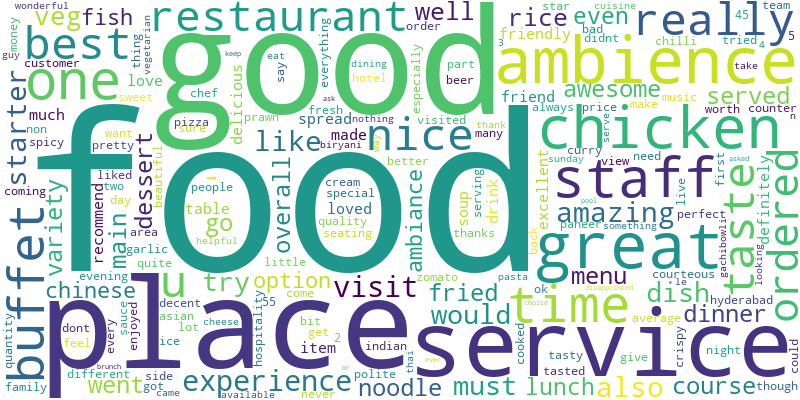 wonderful
guy
money
veg
fish
customer
thing
vegetarian
restaurant
best
one
love
good
food
eat
say
dining
hotel
part
beer
well
order
especially
everything
rice
even
star
cuisine
friendly
bad
didnt
chilli
tried
really
45
team
5
4
3
take
ambience
starter
sweet
chef
delicious
pizza
sure
prawn
fresh
spread
nothing
ask
keep
biryani
way
visited
many
thank
friend
awesome
always
price
make
music
served
worth
counter
n
much
non
spicy
want
pretty
dessert
beautiful
like
made
nice
better
chicken
serve
curry
sunday
view
need
live
first
asked
buffet
coming
variety
recommend
liked
two
day
area
main
garlic
quite
people
table
go
helpful
overall
cream
special
loved
quality
seating
little
ambiance
thanks
soup
serving
drink
excellent
back
staff
amazing
pool
paneer
perfect
something
great
taste
definitely
gachibowli
looking
ordered
evening
chinese
u
try
option
visit
zomato
fried
pasta
ok
menu
courteous
le
dish
hyderabad
dinner
place
service
time
choice
disappointed
average
would
quantity
dont
feel
every
enjoyed
sauce
decent
asian
lot
ice
cheese
55
hospitality
come
bit
get
2
item
indian
thai
ar
ever
polite
cooked
tasty
tasted
give
crispy
night
could
family
different
brunch
went
side
got
came
experience
available
never
noodle
must
lunch
also
course
though